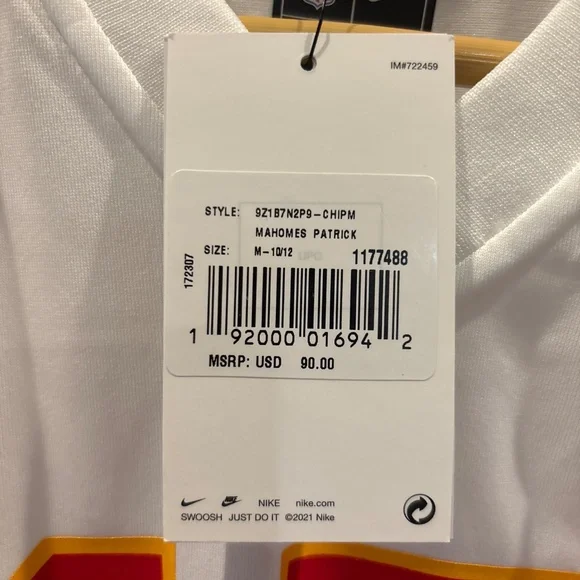 IM#722459
STYLE: 9Z1B7N2P9-CHIPM
MAHOMES PATRICK
SIZE: M-10/12
UPC
1177488
172307
1 92000 01694 2
MSRP: USD 90.00
NIKE nike.com
SWOOSH JUST DO IT ©2021 Nike